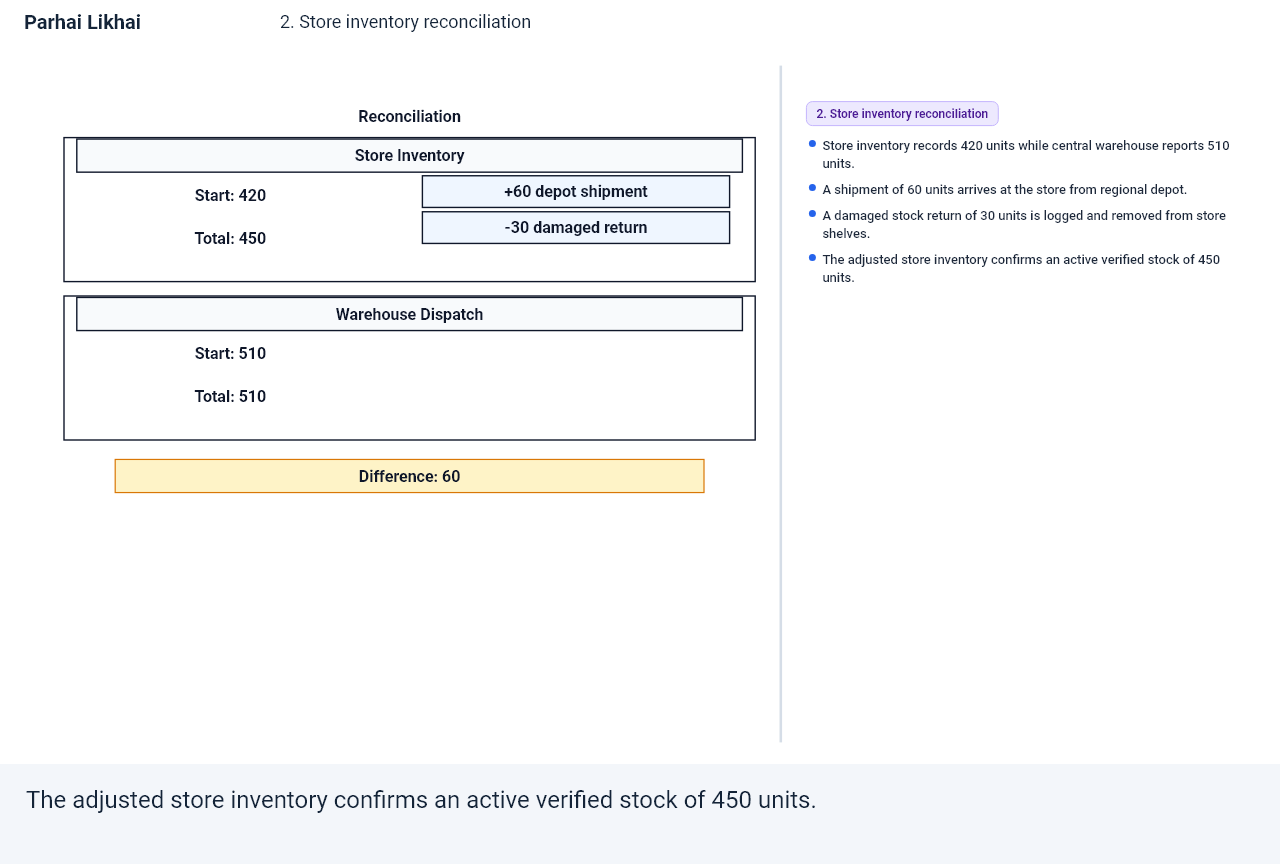 Parhai Likhai
2. Store inventory reconciliation
Reconciliation
Store Inventory
Start: 420
+60 depot shipment
-30 damaged return
Total: 450
Warehouse Dispatch
Start: 510
Total: 510
Difference: 60
2. Store inventory reconciliation
Store inventory records 420 units while central warehouse reports 510
units.
A shipment of 60 units arrives at the store from regional depot.
A damaged stock return of 30 units is logged and removed from store
shelves.
The adjusted store inventory confirms an active verified stock of 450
units.
The adjusted store inventory confirms an active verified stock of 450 units.